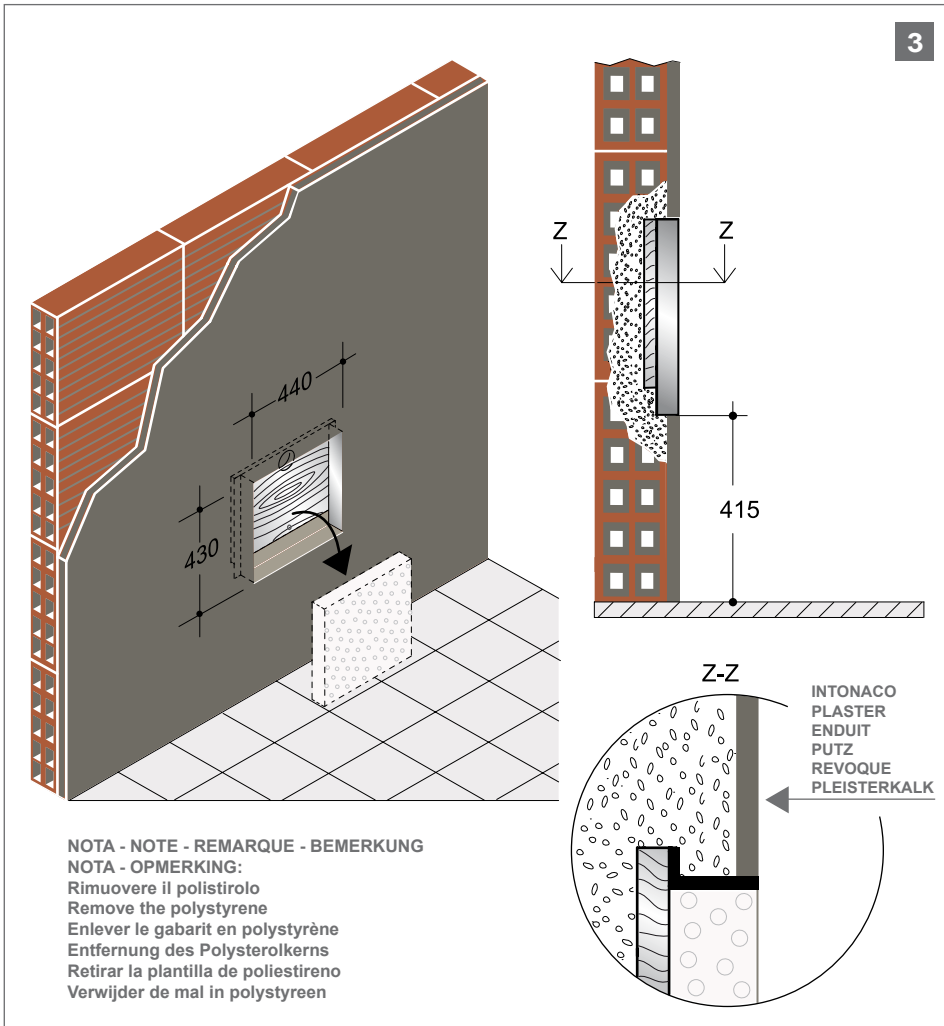 3
440
430
Z Z
415
Z-Z
INTONACO
PLASTER
ENDUIT
PUTZ
REVOQUE
PLEISTERKALK
NOTA - NOTE - REMARQUE - BEMERKUNG
NOTA - OPMERKING:
Rimuovere il polistirolo
Remove the polystyrene
Enlever le gabarit en polystyrène
Entfernung des Polysterolkerns
Retirar la plantilla de poliestireno
Verwijder de mal in polystyreen